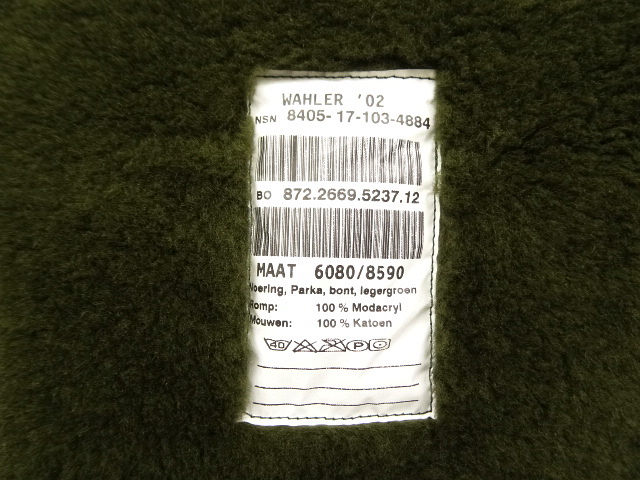 WAHLER '02
NSN 8405-17-103-4884
BO 872.2669.5237.12
MAAT 6080/8590
Voering, Parka, bont, legergroen
Romp: 100 % Modacryl
Mouwen: 100 % Katoen
40 P